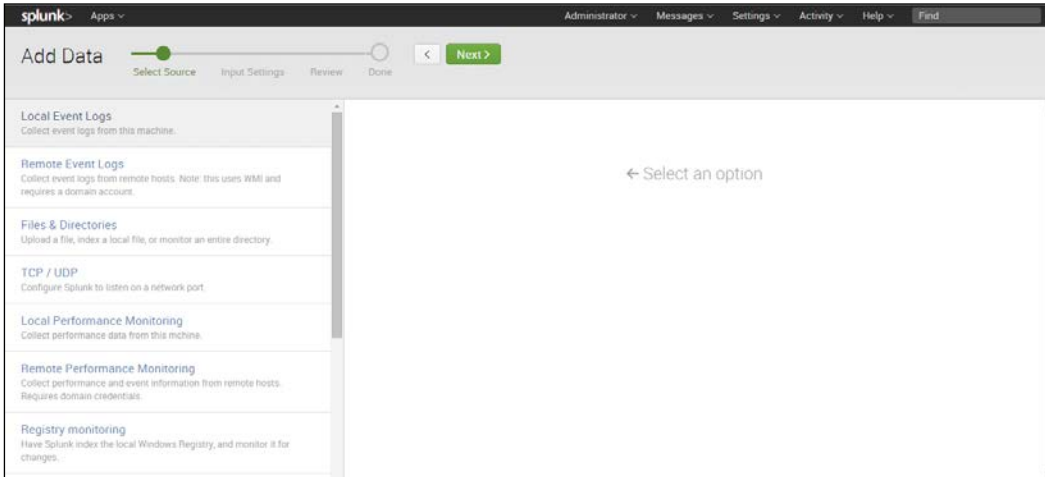 splunk> Apps Administrator Messages Settings Activity Help Find
Add Data
Select Source Input Settings Review Done
< Next >
Local Event Logs
Collect event logs from this machine.
Remote Event Logs
Collect event logs from remote hosts. Note: this uses WMI and
requires a domain account.
Files & Directories
Upload a file, index a local file, or monitor an entire directory.
TCP / UDP
Configure Splunk to listen on a network port.
Local Performance Monitoring
Collect performance data from this mchine.
Remote Performance Monitoring
Collect performance and event information from remote hosts.
Requires domain credentials.
Registry monitoring
Have Splunk index the local Windows Registry, and monitor it for
changes.
← Select an option